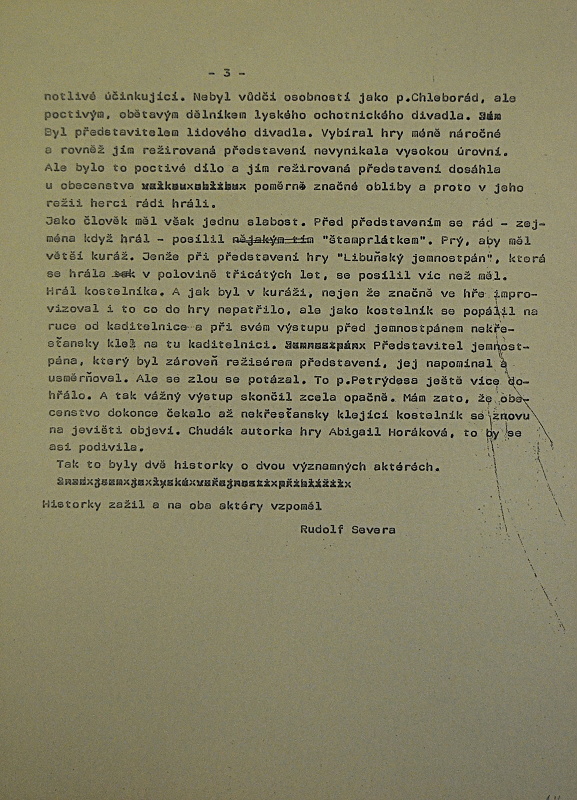 - 3 -
notlivé účinkující. Nebyl vůdčí osobností jako p.Chleborád, ale
poctivým, obětavým dělníkem lyského ochotnického divadla.
Byl představitelem lidového divadla. Vybíral hry méně náročné
a rovněž jím režírovaná představení nevynikala vysokou úrovní.
Ale bylo to poctivé dílo a jím režírovaná představení dosáhla
u obecenstva poměrně značné obliby a proto v jeho
režii herci rádi hráli.
Jako člověk měl však jednu slabost. Před představením se rád - zej-
ména když hrál - posílil nějakým tím "štamprlátkem". Prý, aby měl
větší kuráž. Jenže při představení hry "Libuňský jemnostpán", která
se hrála v polovině třicátých let, se posílil víc než měl.
Hrál kostelníka. A jak byl v kuráži, nejen že značně ve hře impro-
vizoval i to co do hry nepatřilo, ale jako kostelník se popálil na
ruce od kaditelnice a při svém výstupu před jemnostpánem nekře-
sťansky klel na tu kaditelnici. Představitel jemnost-
pána, který byl zároveň režisérem představení, jej napomínal a
usměrňoval. Ale se zlou se potázal. To p.Petrýdesa ještě více do-
hřálo. A tak vážný výstup skončil zcela opačně. Mám zato, že obe-
censtvo dokonce čekalo až nekřesťansky klející kostelník se znovu
na jevišti objeví. Chudák autorka hry Abigail Horáková, to by se
asi podivila.
Tak to byly dvě historky o dvou významných aktérech.
Historky zažil a na oba aktéry vzpoměl
Rudolf Severa